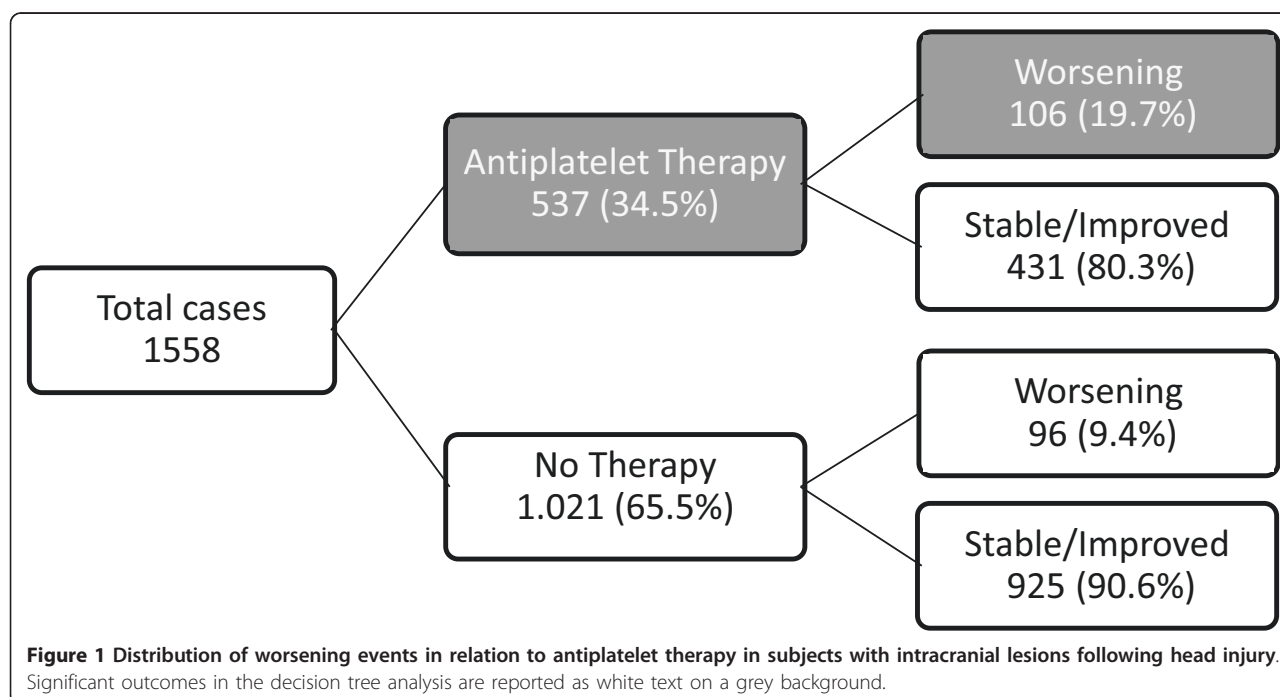 Total cases
1558
Antiplatelet Therapy
537 (34.5%)
Worsening
106 (19.7%)
Stable/Improved
431 (80.3%)
No Therapy
1.021 (65.5%)
Worsening
96 (9.4%)
Stable/Improved
925 (90.6%)
Figure 1 Distribution of worsening events in relation to antiplatelet therapy in subjects with intracranial lesions following head injury.
Significant outcomes in the decision tree analysis are reported as white text on a grey background.